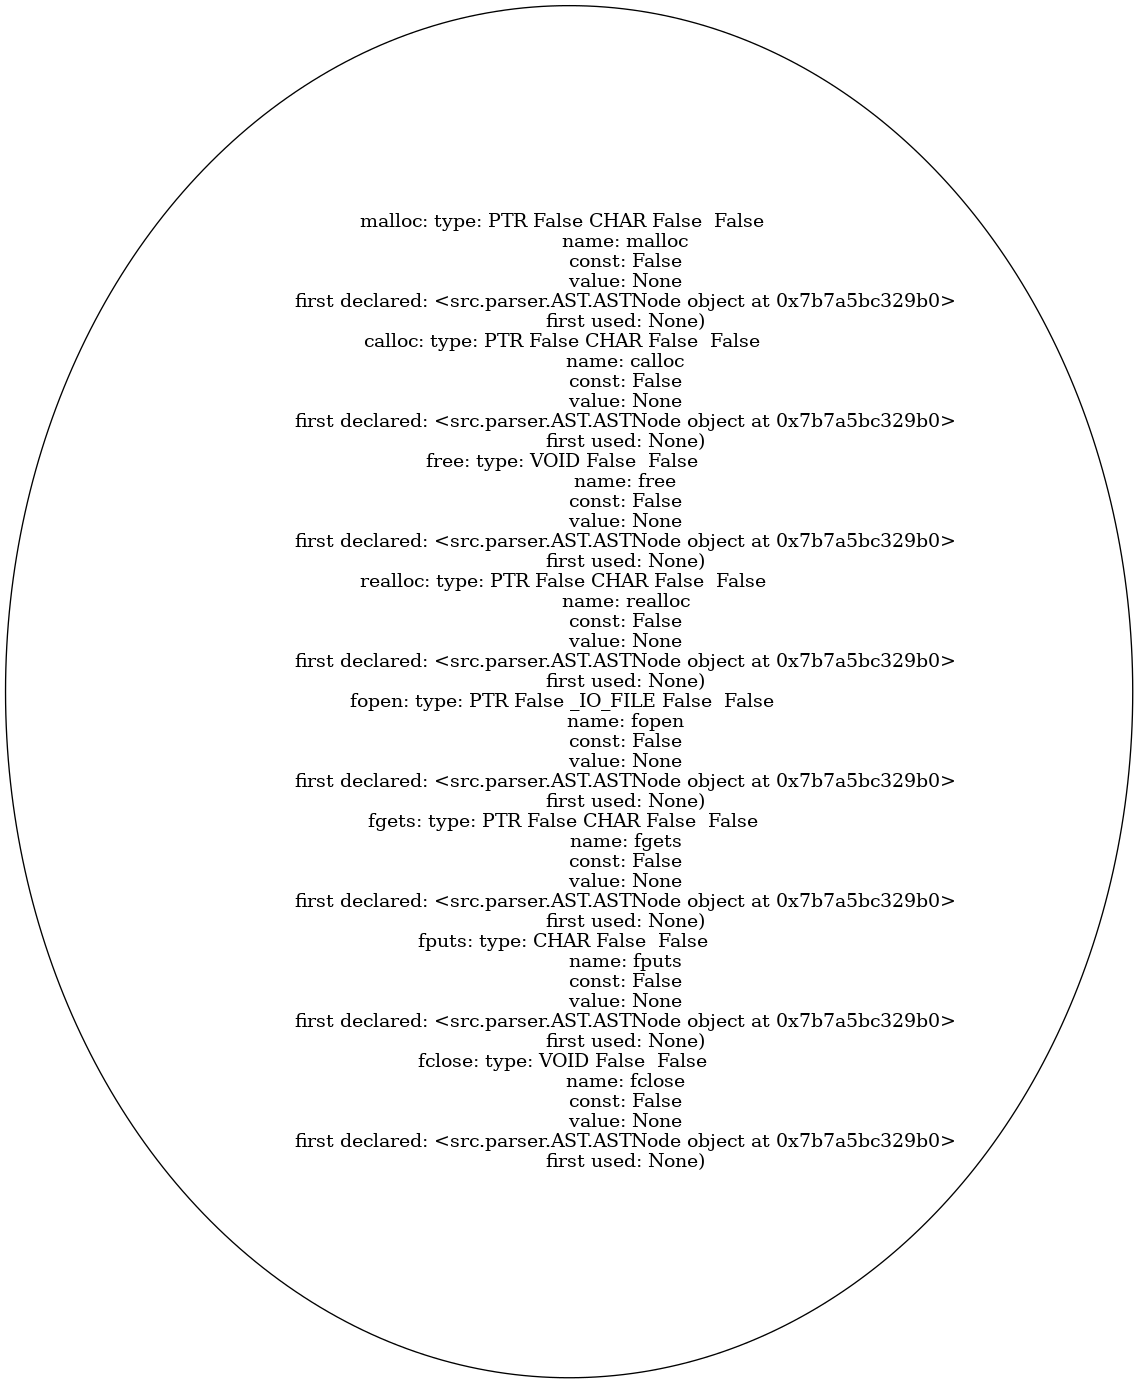 malloc: type: PTR False CHAR False  False
name: malloc
const: False
value: None
first declared: <src.parser.AST.ASTNode object at 0x7b7a5bc329b0>
first used: None)
calloc: type: PTR False CHAR False  False
name: calloc
const: False
value: None
first declared: <src.parser.AST.ASTNode object at 0x7b7a5bc329b0>
first used: None)
free: type: VOID False  False
name: free
const: False
value: None
first declared: <src.parser.AST.ASTNode object at 0x7b7a5bc329b0>
first used: None)
realloc: type: PTR False CHAR False  False
name: realloc
const: False
value: None
first declared: <src.parser.AST.ASTNode object at 0x7b7a5bc329b0>
first used: None)
fopen: type: PTR False _IO_FILE False  False
name: fopen
const: False
value: None
first declared: <src.parser.AST.ASTNode object at 0x7b7a5bc329b0>
first used: None)
fgets: type: PTR False CHAR False  False
name: fgets
const: False
value: None
first declared: <src.parser.AST.ASTNode object at 0x7b7a5bc329b0>
first used: None)
fputs: type: CHAR False  False
name: fputs
const: False
value: None
first declared: <src.parser.AST.ASTNode object at 0x7b7a5bc329b0>
first used: None)
fclose: type: VOID False  False
name: fclose
const: False
value: None
first declared: <src.parser.AST.ASTNode object at 0x7b7a5bc329b0>
first used: None)